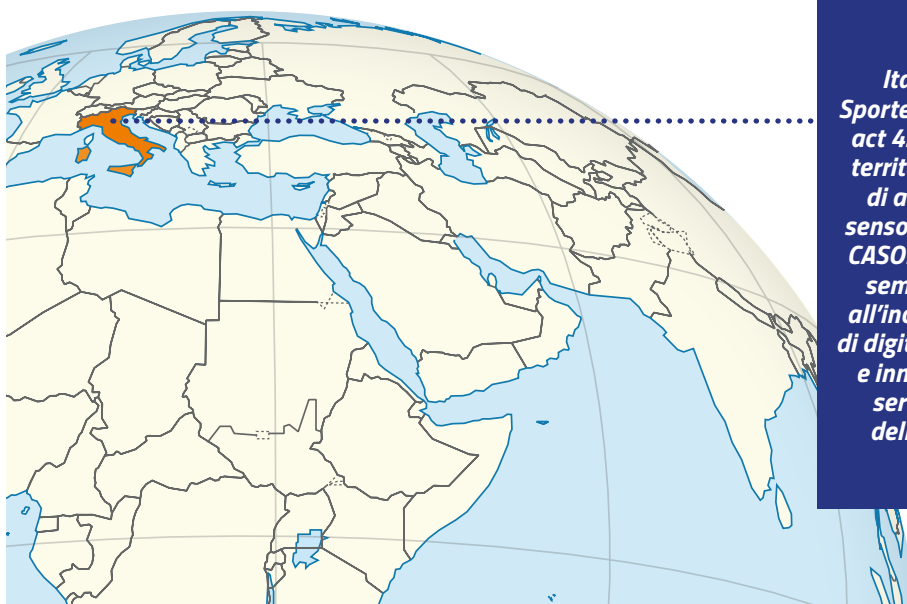 Ita
Sporte
act 4
territ
di a
senso
CASO
sem
all'inc
di digit
e inn
ser
dell